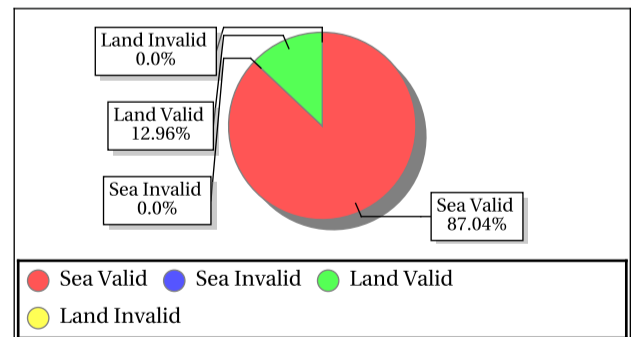 Land Invalid
0.0%
Land Valid
12.96%
Sea Invalid
0.0%
Sea Valid
87.04%
Sea Valid Sea Invalid Land Valid
Land Invalid